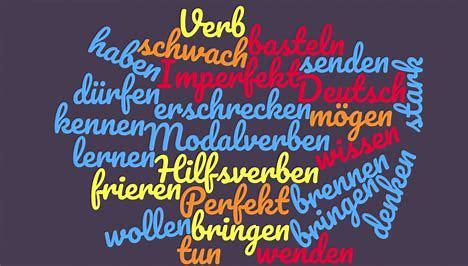 Verb
haben
schwach
basteln
senden
Imperfekt
Deutsch
stark
dürfen
erschrecken
mögen
kennen
Modalverben
wissen
lernen
Hilfsverben
brennen
denken
frieren
Perfekt
bringen
wollen
bringen
tun
wenden